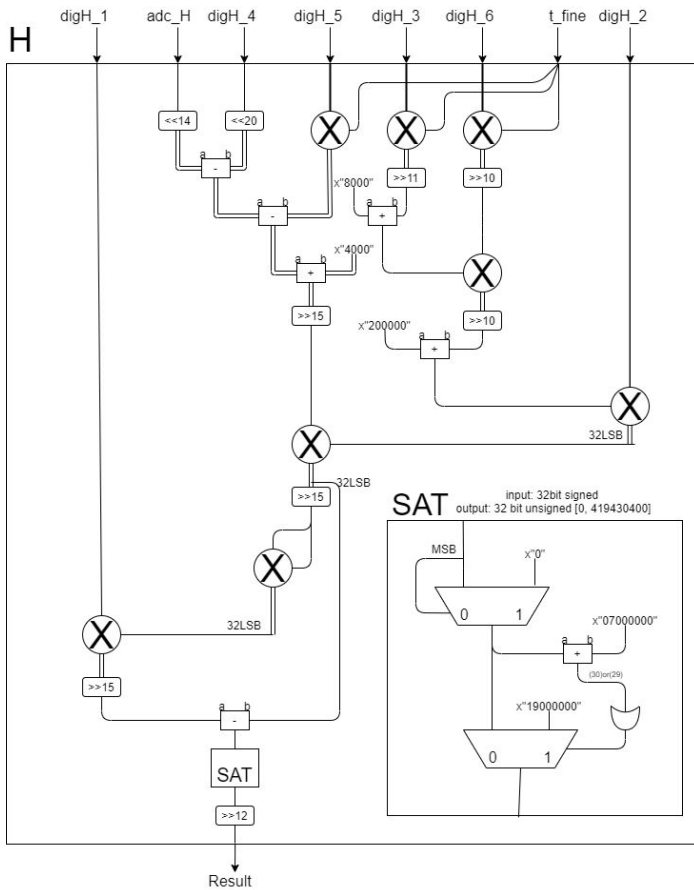 digH_1 adc_H digH_4 digH_5 digH_3 digH_6 t_fine digH_2
H
<<14 <<20 X X X
a b - x"8000" >>11 >>10
a b - a b +
x"4000" X
+ >>10
>>15 x"200000" a b +
X
X 32LSB
32LSB
>>15
SAT input: 32bit signed
output: 32 bit unsigned [0, 419430400]
MSB x"0"
X 0 1
32LSB x"07000000"
X a b +
>>15 (30)or(29)
a b - x"19000000"
SAT 0 1
>>12
Result